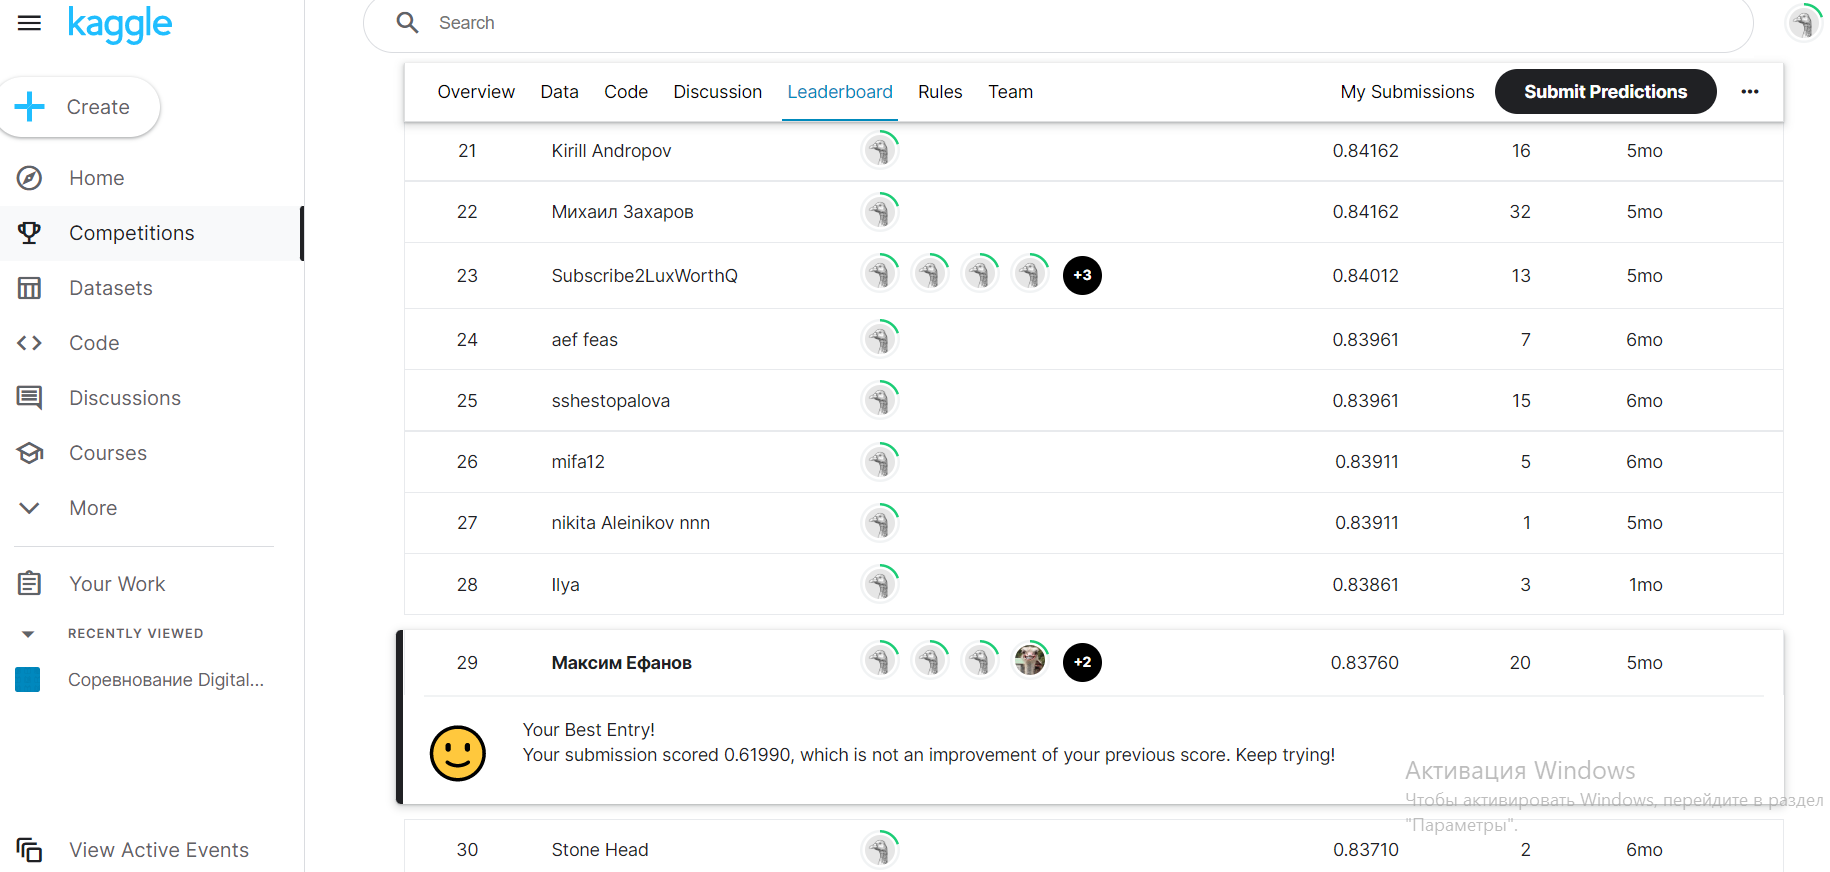 kaggle
Search
Create
Home
Competitions
Datasets
Code
Discussions
Courses
More
Your Work
RECENTLY VIEWED
Соревнование Digital...
View Active Events
Overview Data Code Discussion Leaderboard Rules Team My Submissions Submit Predictions
21 Kirill Andropov 0.84162 16 5mo
22 Михаил Захаров 0.84162 32 5mo
23 Subscribe2LuxWorthQ +3 0.84012 13 5mo
24 aef feas 0.83961 7 6mo
25 sshestopalova 0.83961 15 6mo
26 mifa12 0.83911 5 6mo
27 nikita Aleinikov nnn 0.83911 1 5mo
28 Ilya 0.83861 3 1mo
29 Максим Ефанов +2 0.83760 20 5mo
Your Best Entry!
Your submission scored 0.61990, which is not an improvement of your previous score. Keep trying!
30 Stone Head 0.83710 2 6mo
Активация Windows
Чтобы активировать Windows, перейдите в раздел
"Параметры".